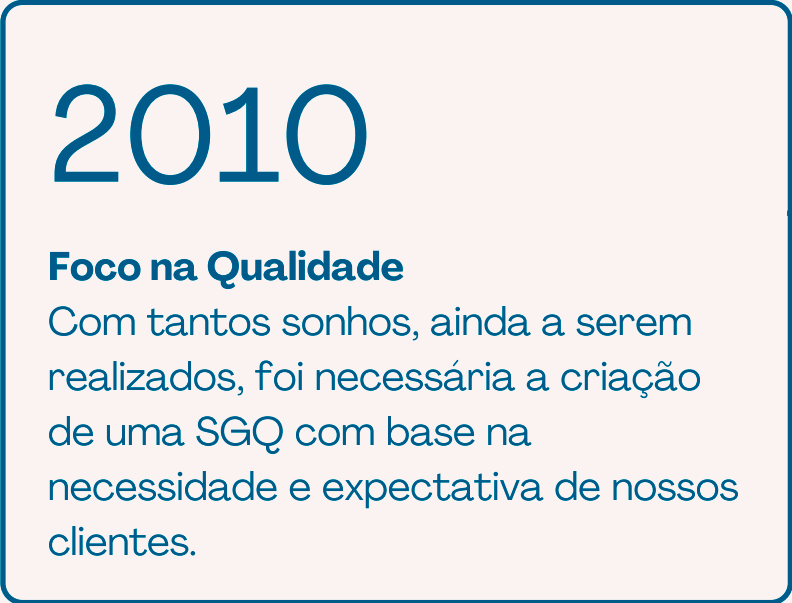 2010
Foco na Qualidade
Com tantos sonhos, ainda a serem
realizados, foi necessária a criação
de uma SGQ com base na
necessidade e expectativa de nossos
clientes.